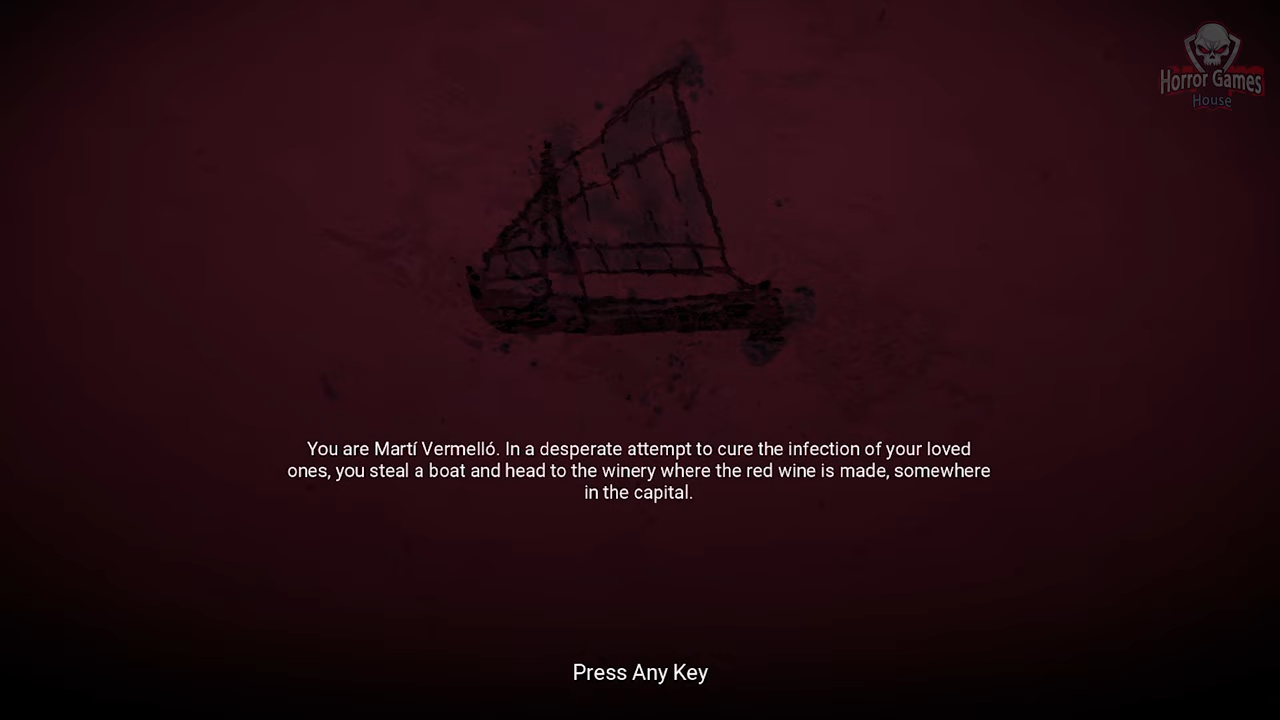 Horror Games
House
You are Martí Vermelló. In a desperate attempt to cure the infection of your loved
ones, you steal a boat and head to the winery where the red wine is made, somewhere
in the capital.
Press Any Key